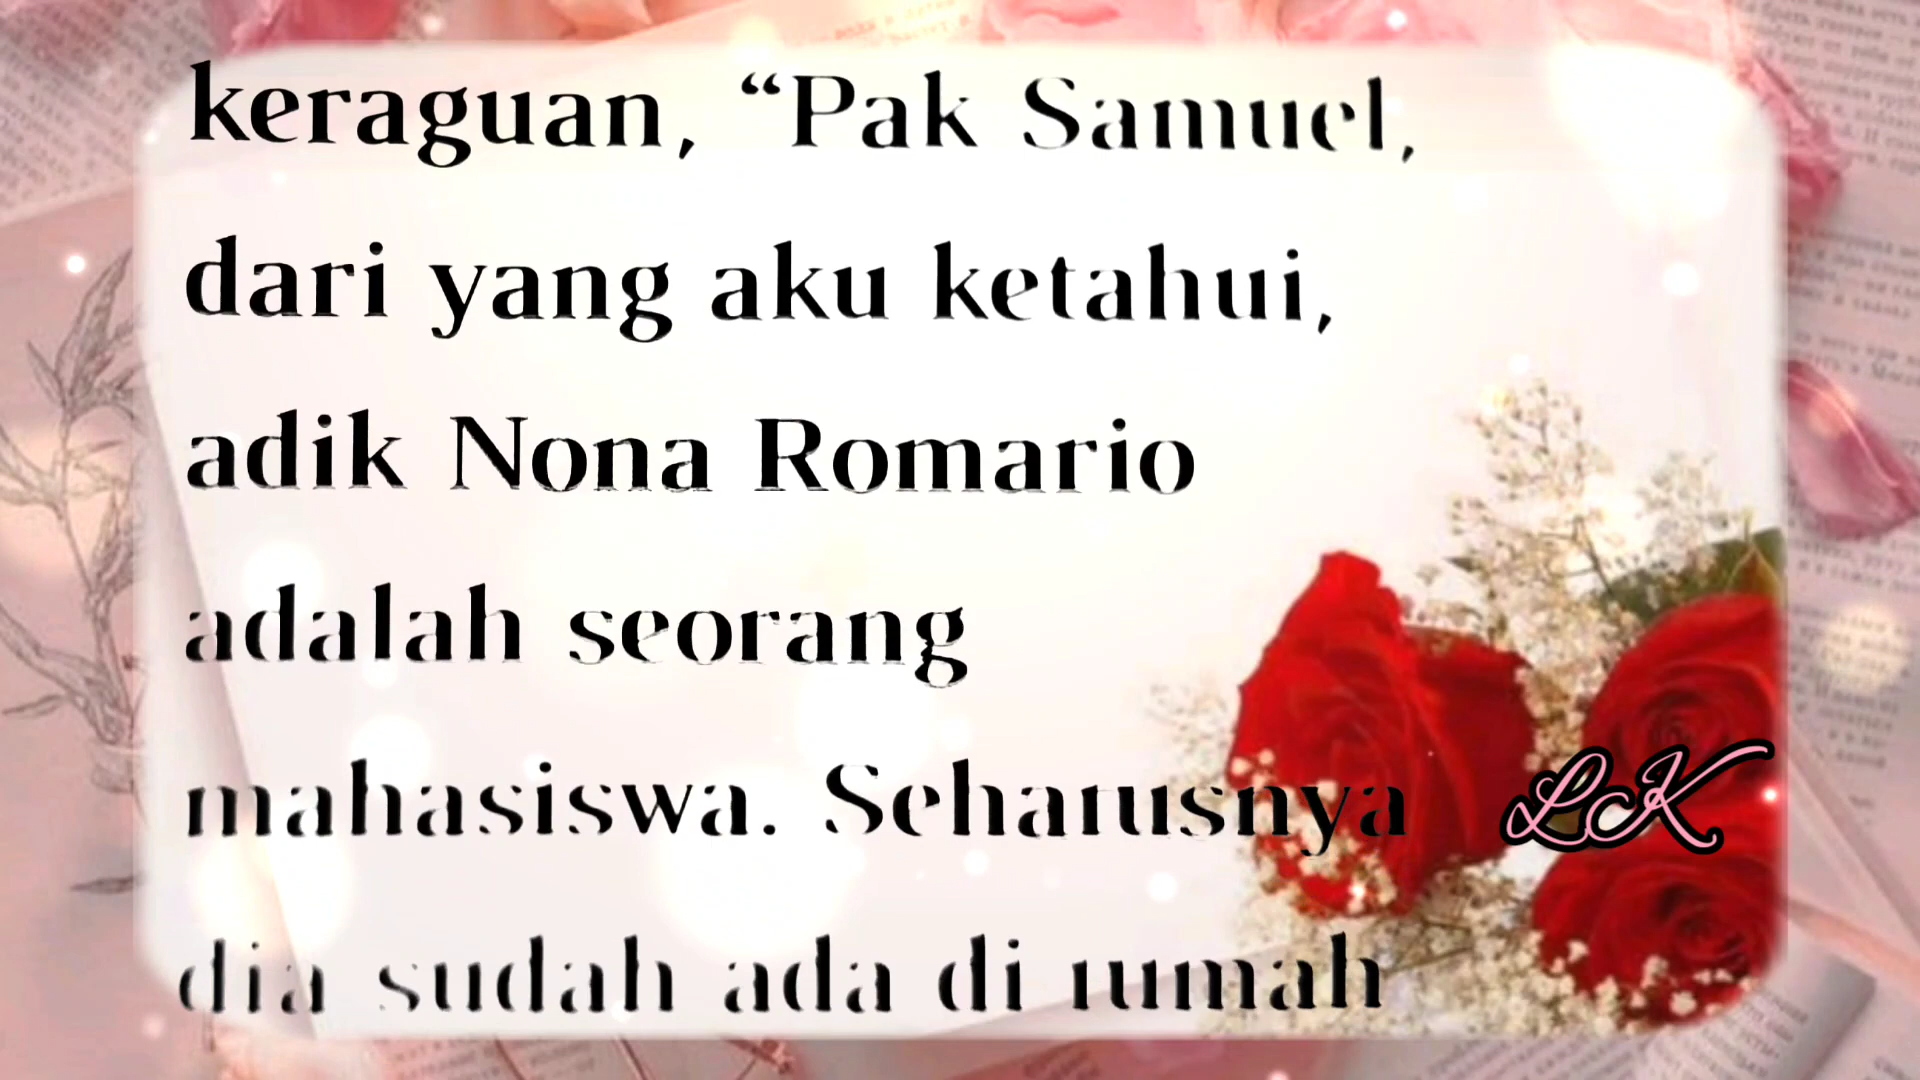 keraguan, “Pak Samuel,
dari yang aku ketahui,
adik Nona Romario
adalah seorang
mahasiswa. Seharusnya
dia sudah ada di rumah
LK